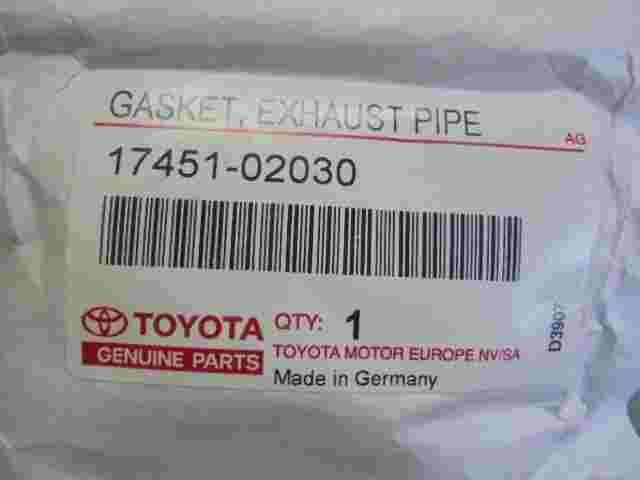 GASKET, EXHAUST PIPE
AG
17451-02030
TOYOTA
GENUINE PARTS
QTY: 1
TOYOTA MOTOR EUROPE NV/SA
Made in Germany
D3907